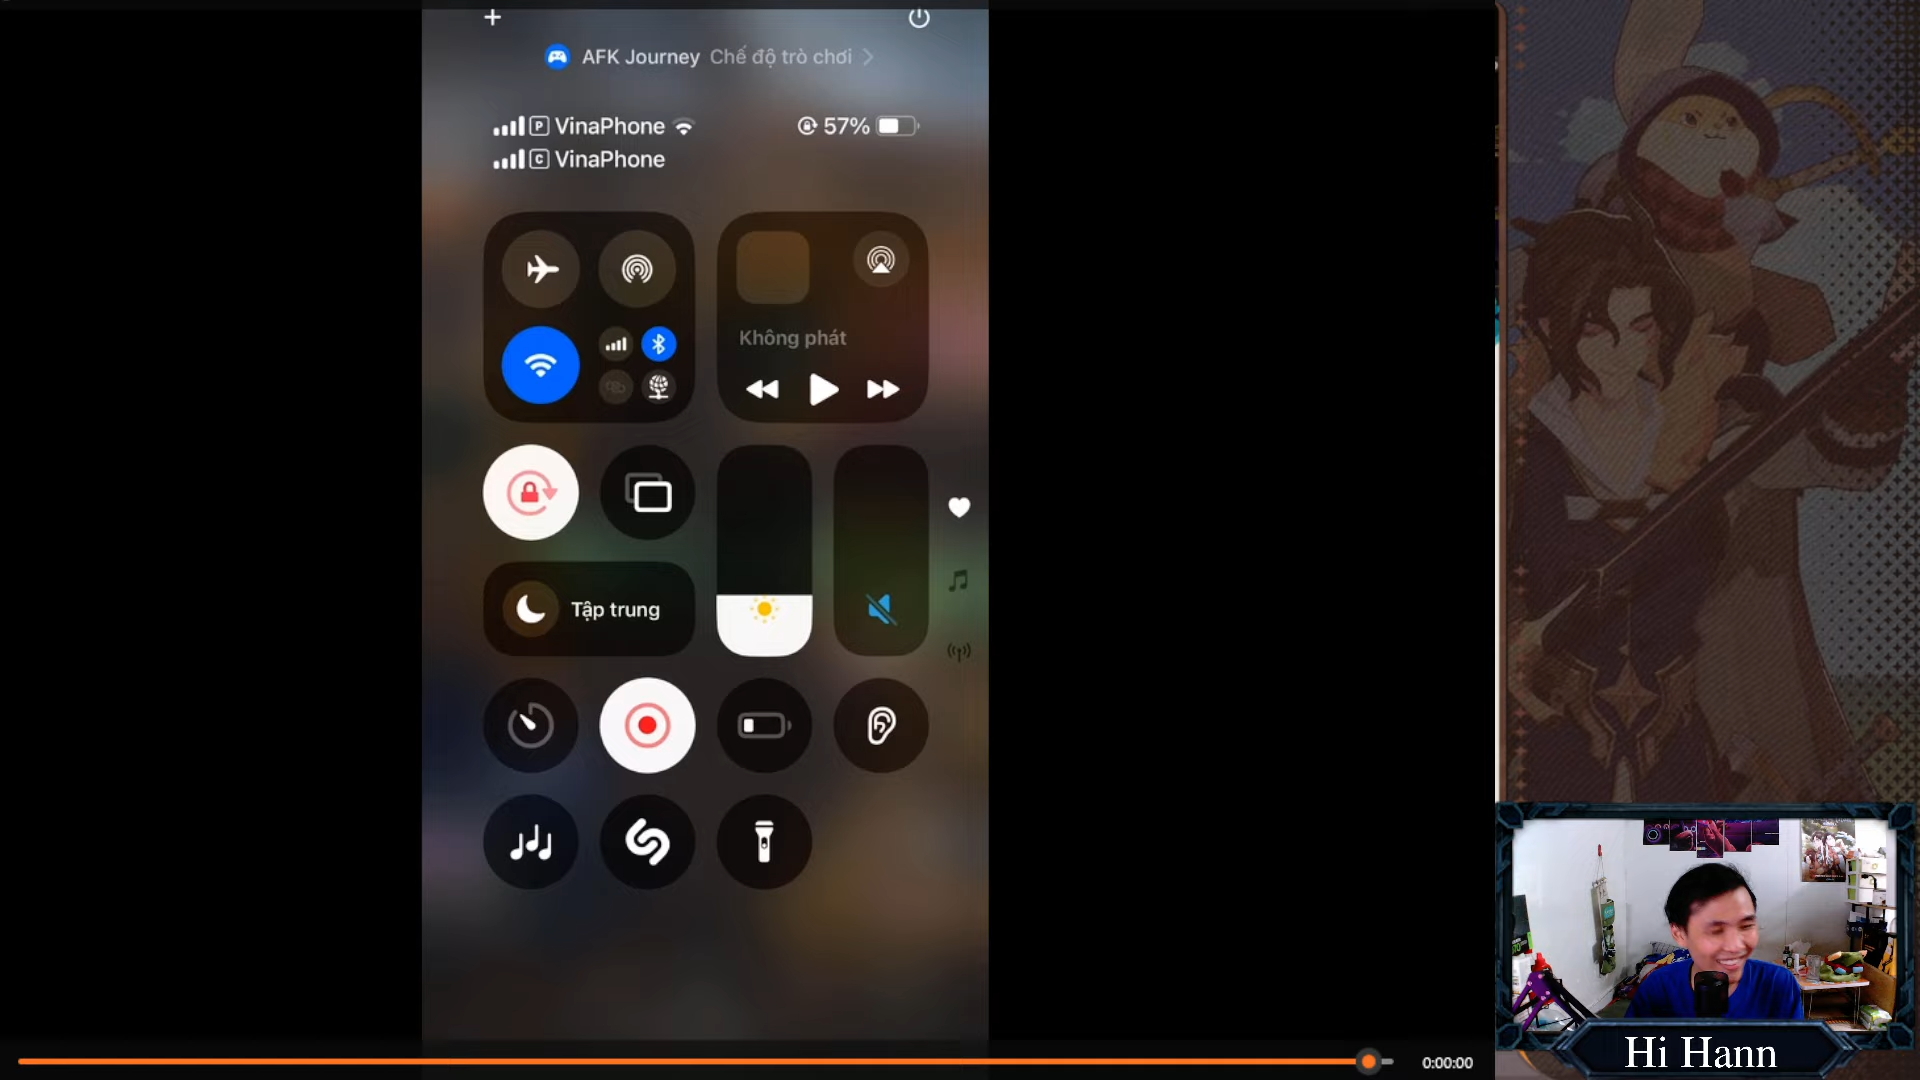 AFK Journey Chế độ trò chơi
P VinaPhone
57%
C VinaPhone
Không phát
Tập trung
0:00:00
Hi Hann